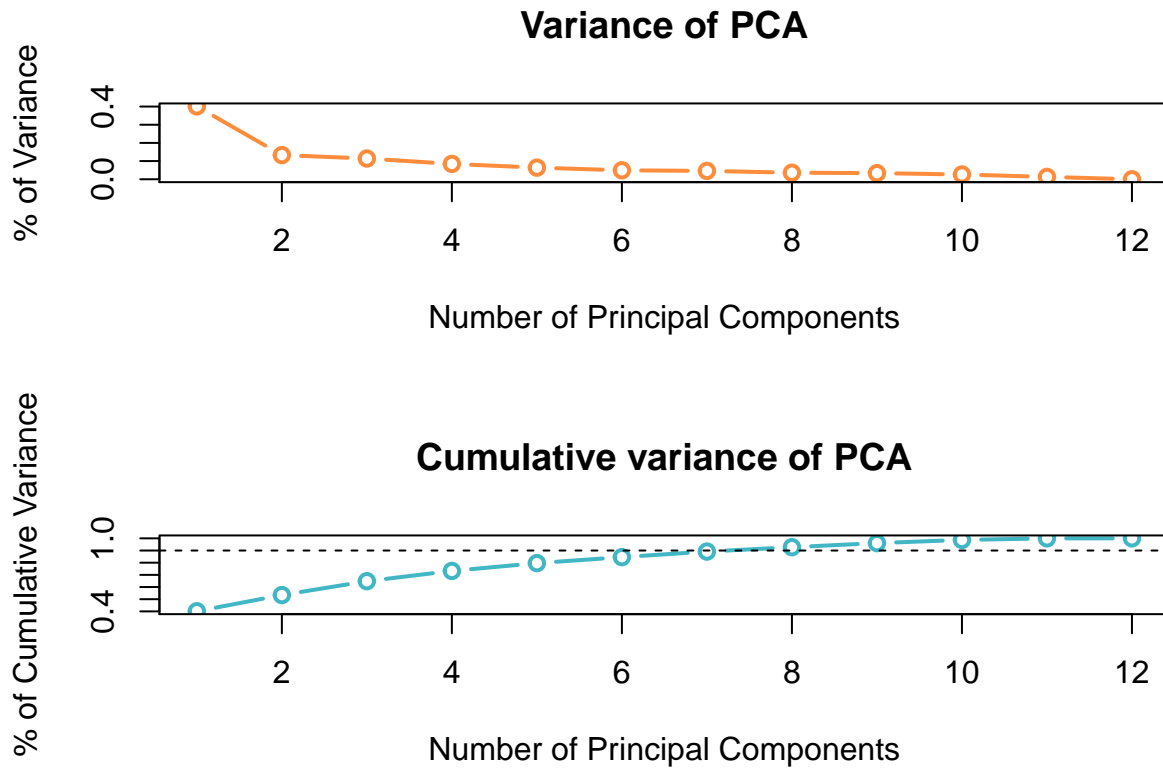 Variance of PCA
% of Variance
0.4
0.0
2 4 6 8 10 12
Number of Principal Components
Cumulative variance of PCA
% of Cumulative Variance
1.0
0.4
2 4 6 8 10 12
Number of Principal Components